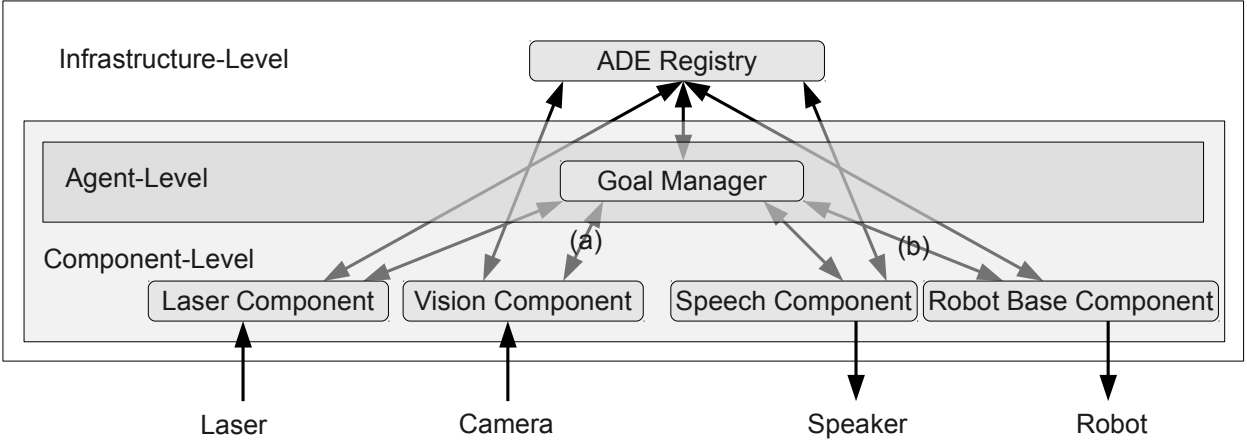 Infrastructure-Level
ADE Registry
Agent-Level
Goal Manager
(a)
(b)
Component-Level
Laser Component
Vision Component
Speech Component
Robot Base Component
Laser
Camera
Speaker
Robot